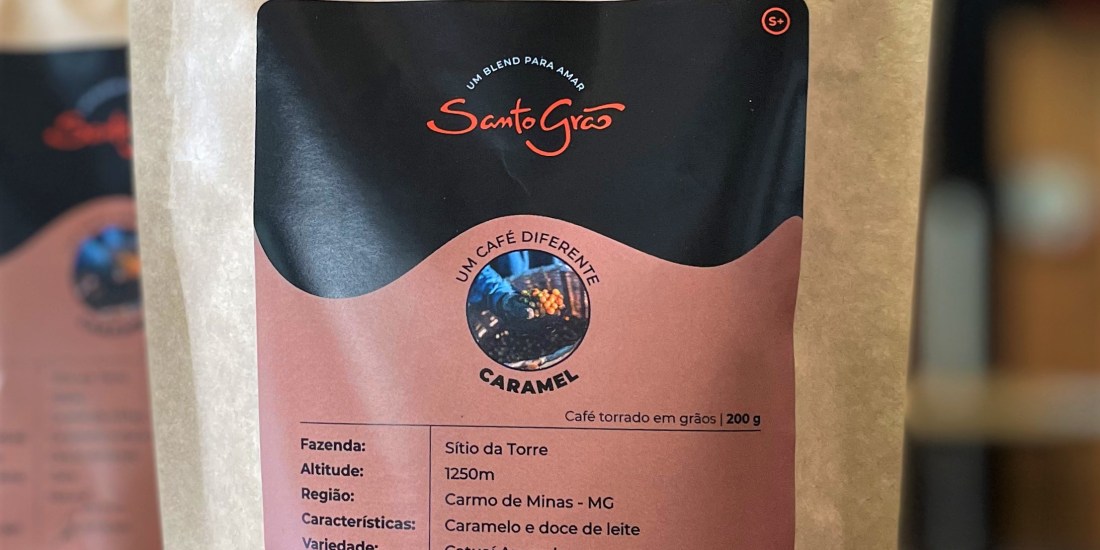 S+
UM BLEND PARA AMAR
Santo Grão
UM CAFÉ DIFERENTE
CARAMEL
Café torrado em grãos | 200 g
Fazenda: Sítio da Torre
Altitude: 1250m
Região: Carmo de Minas - MG
Características: Caramelo e doce de leite
Variedade: